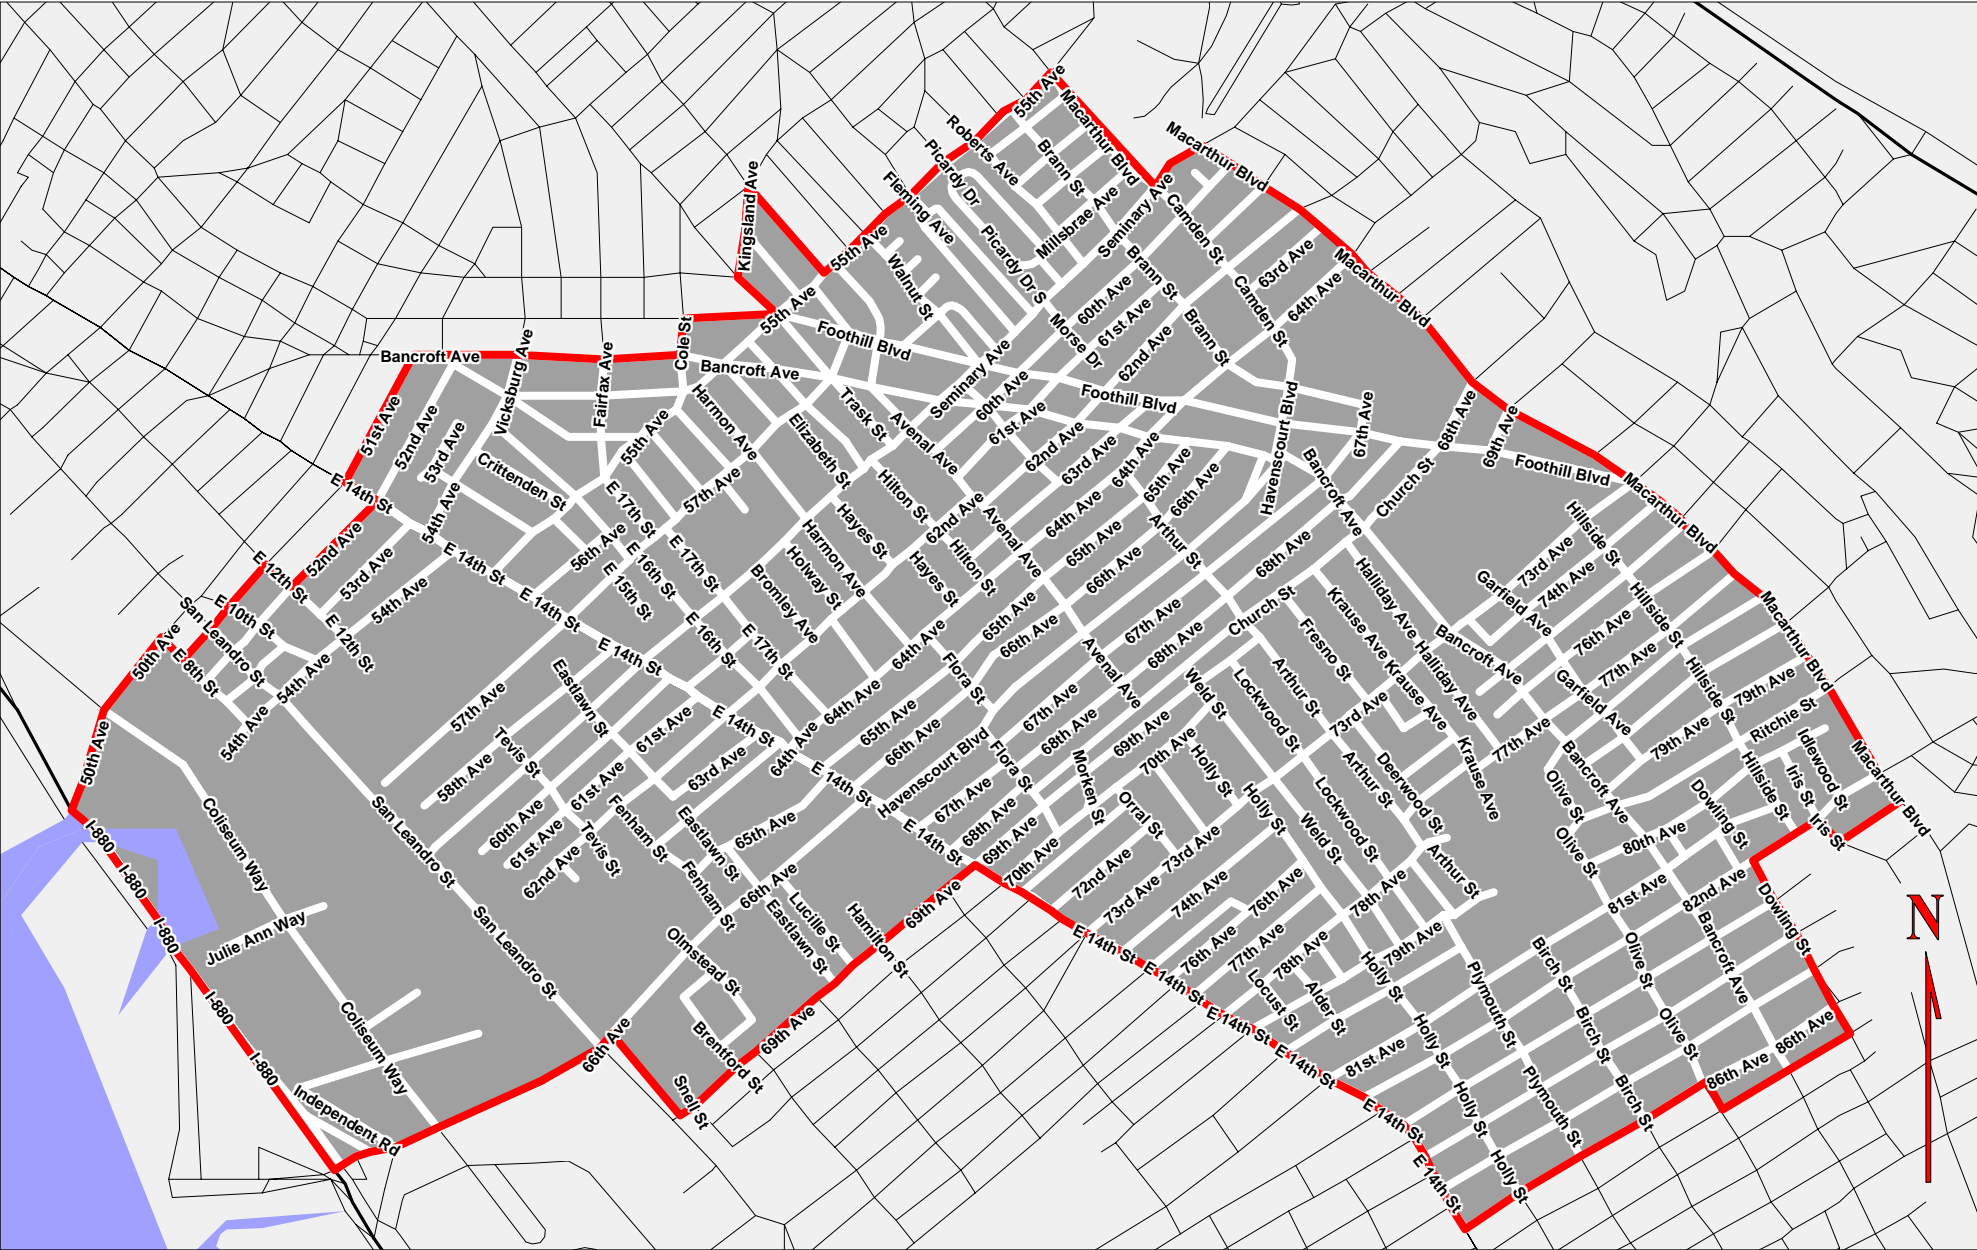 55th Ave
Macarthur Blvd
Roberts Ave
Brann St
Macarthur Blvd
Picardy Dr
Kingsland Ave
Fleming Ave
Millsbrae Ave
Seminary Ave
Camden St
55th Ave
Walnut St
Picardy Dr S
Brann St
63rd Ave
64th Ave
Macarthur Blvd
Camden St
60th Ave
61st Ave
62nd Ave
55th Ave
Foothill Blvd
Morse Dr
Brann St
Cole St
Bancroft Ave
Vicksburg Ave
Fairfax Ave
Bancroft Ave
Seminary Ave
60th Ave
Foothill Blvd
Havenscourt Blvd
67th Ave
68th Ave
69th Ave
Foothill Blvd
Macarthur Blvd
51st Ave
52nd Ave
53rd Ave
54th Ave
Crittenden St
55th Ave
Harmon Ave
Elizabeth St
Trask St
Avenal Ave
61st Ave
62nd Ave
63rd Ave
64th Ave
65th Ave
66th Ave
Bancroft Ave
Church St
E 14th St
57th Ave
E 17th St
Hilton St
Hayes St
62nd Ave
Avenal Ave
64th Ave
65th Ave
66th Ave
Arthur St
68th Ave
Hillside St
73rd Ave
74th Ave
Garfield Ave
52nd Ave
E 12th St
53rd Ave
54th Ave
E 14th St
56th Ave
E 16th St
E 15th St
E 17th St
Harmon Ave
Holway St
Bromley Ave
Hayes St
Hilton St
65th Ave
66th Ave
67th Ave
68th Ave
Church St
Halliday Ave
Krause Ave
Fresno St
Bancroft Ave
76th Ave
77th Ave
Hillside St
Macarthur Blvd
San Leandro St
E 10th St
E 12th St
50th Ave
E 8th St
54th Ave
54th Ave
E 14th St
E 14th St
E 16th St
E 17th St
64th Ave
Flora St
Avenal Ave
Arthur St
Krause Ave
Halliday Ave
Garfield Ave
Hillside St
79th Ave
Ritchie St
57th Ave
Eastlawn St
61st Ave
E 14th St
64th Ave
64th Ave
65th Ave
66th Ave
67th Ave
68th Ave
69th Ave
Weld St
Lockwood St
73rd Ave
77th Ave
79th Ave
Idlewood St
Macarthur Blvd
50th Ave
Tevis St
58th Ave
63rd Ave
E 14th St
Havenscourt Blvd
Flora St
70th Ave
Holly St
Morken St
Arthur St
Deerwood St
Krause Ave
Olive St
Bancroft Ave
Hillside St
Iris St
Iris St
Dowling St
I-880
Coliseum Way
San Leandro St
60th Ave
61st Ave
61st Ave
62nd Ave
Tevis St
Fenham St
Eastlawn St
65th Ave
67th Ave
68th Ave
E 14th St
69th Ave
70th Ave
Orral St
Holly St
Weld St
Lockwood St
Arthur St
Olive St
80th Ave
I-880
Fenham St
66th Ave
Lucille St
Eastlawn St
Hamilton St
69th Ave
72nd Ave
73rd Ave
73rd Ave
74th Ave
76th Ave
78th Ave
81st Ave
82nd Ave
Dowling St
N
I-880
Julie Ann Way
San Leandro St
Olmstead St
E 14th St
E 14th St
76th Ave
77th Ave
78th Ave
79th Ave
Holly St
Plymouth St
Birch St
Olive St
Bancroft Ave
I-880
Coliseum Way
Brentford St
69th Ave
66th Ave
E 14th St
Locust St
Alder St
81st Ave
Holly St
Birch St
Olive St
86th Ave
86th Ave
I-880
Independent Rd
Snell St
E 14th St
E 14th St
Holly St
Plymouth St
Birch St
E 14th St
Holly St